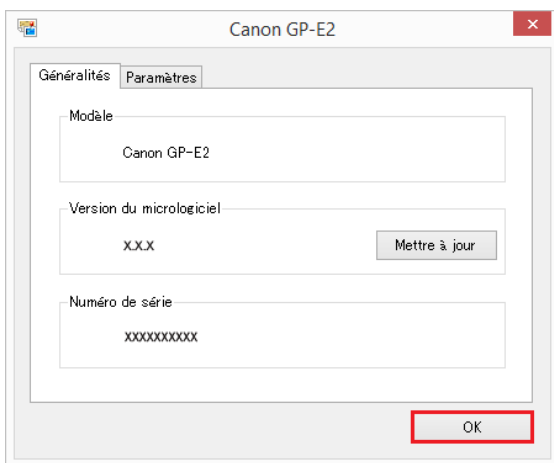 Canon GP-E2
Généralités Paramètres
Modèle
Canon GP-E2
Version du micrologiciel
X.X.X
Mettre à jour
Numéro de série
XXXXXXXXXX
OK